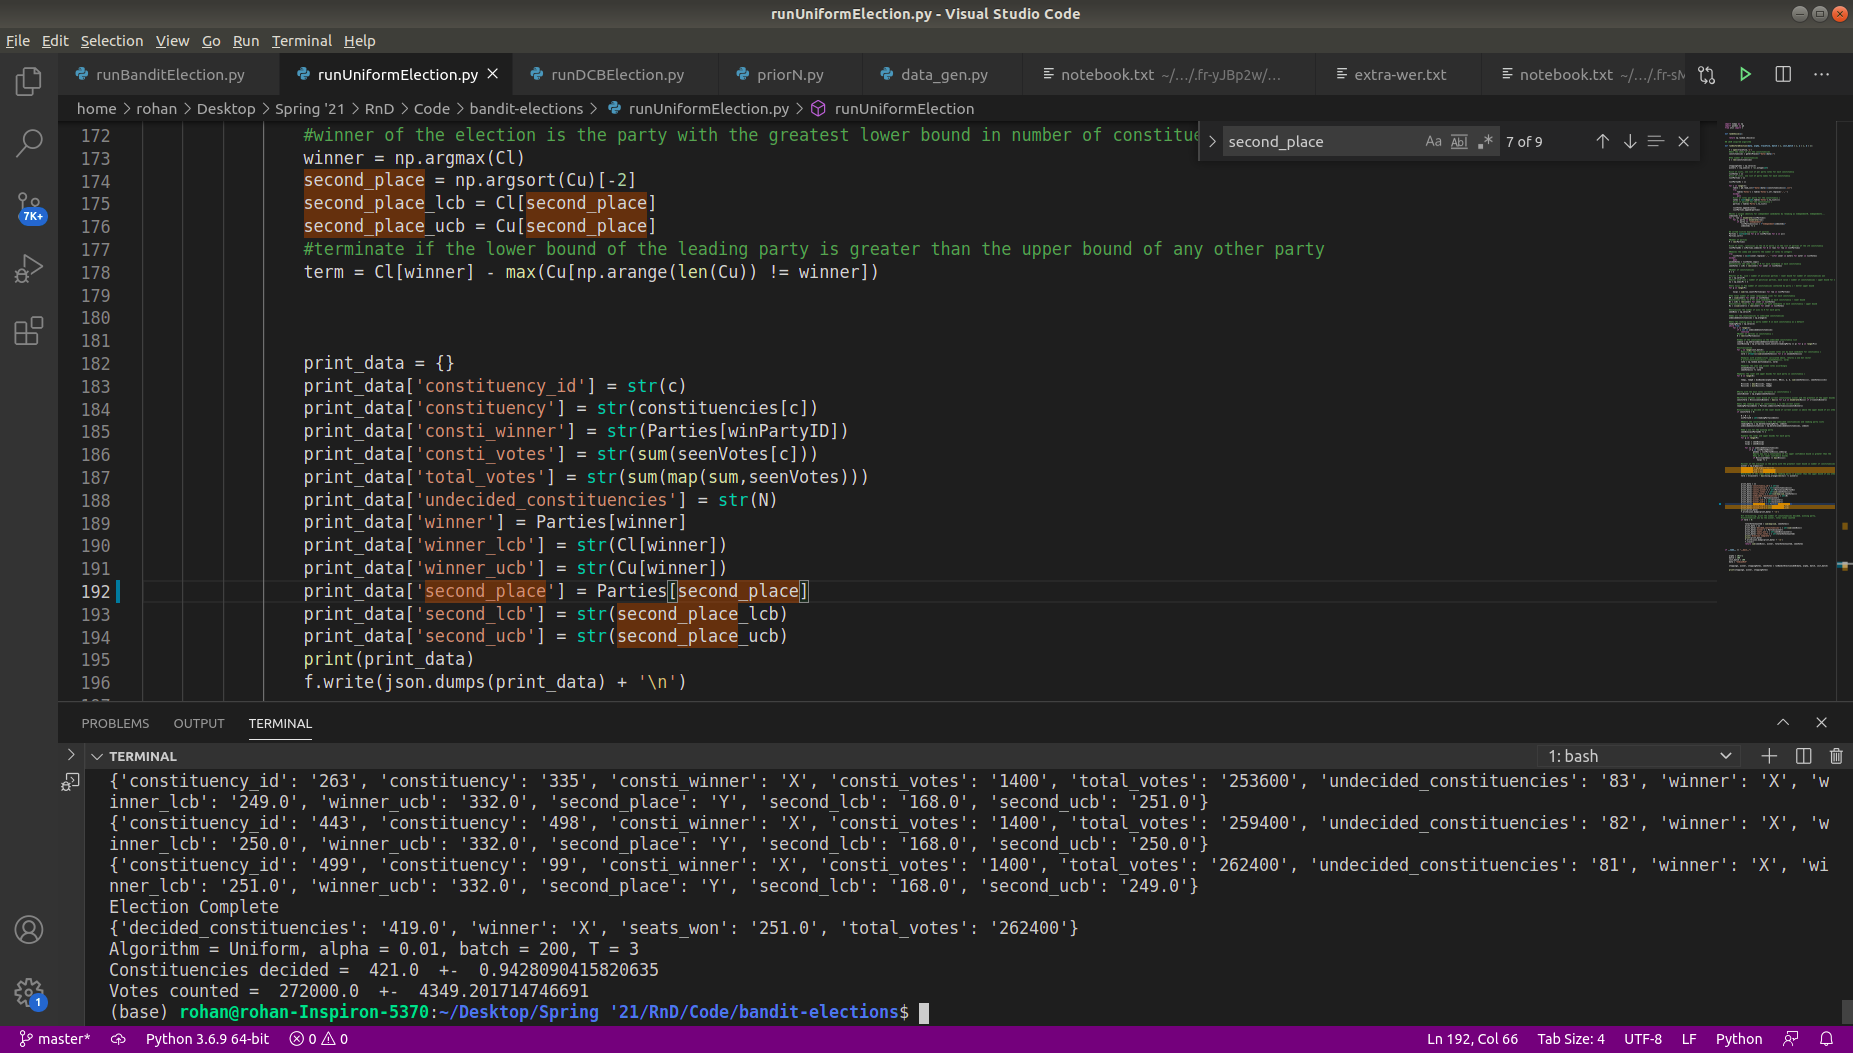 runUniformElection.py - Visual Studio Code
File Edit Selection View Go Run Terminal Help
runBanditElection.py runUniformElection.py runDCBElection.py priorN.py data_gen.py notebook.txt ~/.../.fr-yJBp2w/... extra-wer.txt notebook.txt ~/.../.fr-sM
home > rohan > Desktop > Spring '21 > RnD > Code > bandit-elections > runUniformElection.py > runUniformElection
second_place Aa Abl .* 7 of 9
172 #winner of the election is the party with the greatest lower bound in number of constitue
173 winner = np.argmax(Cl)
174 second_place = np.argsort(Cu)[-2]
175 second_place_lcb = Cl[second_place]
176 second_place_ucb = Cu[second_place]
177 #terminate if the lower bound of the leading party is greater than the upper bound of any other party
178 term = Cl[winner] - max(Cu[np.arange(len(Cu)) != winner])
179
180
181
182 print_data = {}
183 print_data['constituency_id'] = str(c)
184 print_data['constituency'] = str(constituencies[c])
185 print_data['consti_winner'] = str(Parties[winPartyID])
186 print_data['consti_votes'] = str(sum(seenVotes[c]))
187 print_data['total_votes'] = str(sum(map(sum,seenVotes)))
188 print_data['undecided_constituencies'] = str(N)
189 print_data['winner'] = Parties[winner]
190 print_data['winner_lcb'] = str(Cl[winner])
191 print_data['winner_ucb'] = str(Cu[winner])
192 print_data['second_place'] = Parties[second_place]
193 print_data['second_lcb'] = str(second_place_lcb)
194 print_data['second_ucb'] = str(second_place_ucb)
195 print(print_data)
196 f.write(json.dumps(print_data) + '\n')
7K+
PROBLEMS OUTPUT TERMINAL
TERMINAL 1: bash
{'constituency_id': '263', 'constituency': '335', 'consti_winner': 'X', 'consti_votes': '1400', 'total_votes': '253600', 'undecided_constituencies': '83', 'winner': 'X', 'w
inner_lcb': '249.0', 'winner_ucb': '332.0', 'second_place': 'Y', 'second_lcb': '168.0', 'second_ucb': '251.0'}
{'constituency_id': '443', 'constituency': '498', 'consti_winner': 'X', 'consti_votes': '1400', 'total_votes': '259400', 'undecided_constituencies': '82', 'winner': 'X', 'w
inner_lcb': '250.0', 'winner_ucb': '332.0', 'second_place': 'Y', 'second_lcb': '168.0', 'second_ucb': '250.0'}
{'constituency_id': '499', 'constituency': '99', 'consti_winner': 'X', 'consti_votes': '1400', 'total_votes': '262400', 'undecided_constituencies': '81', 'winner': 'X', 'wi
nner_lcb': '251.0', 'winner_ucb': '332.0', 'second_place': 'Y', 'second_lcb': '168.0', 'second_ucb': '249.0'}
Election Complete
{'decided_constituencies': '419.0', 'winner': 'X', 'seats_won': '251.0', 'total_votes': '262400'}
Algorithm = Uniform, alpha = 0.01, batch = 200, T = 3
Constituencies decided =  421.0  +-  0.9428090415820635
Votes counted =  272000.0  +-  4349.201714746691
(base) rohan@rohan-Inspiron-5370:~/Desktop/Spring '21/RnD/Code/bandit-elections$
1
master* Python 3.6.9 64-bit 0 0 Ln 192, Col 66 Tab Size: 4 UTF-8 LF Python